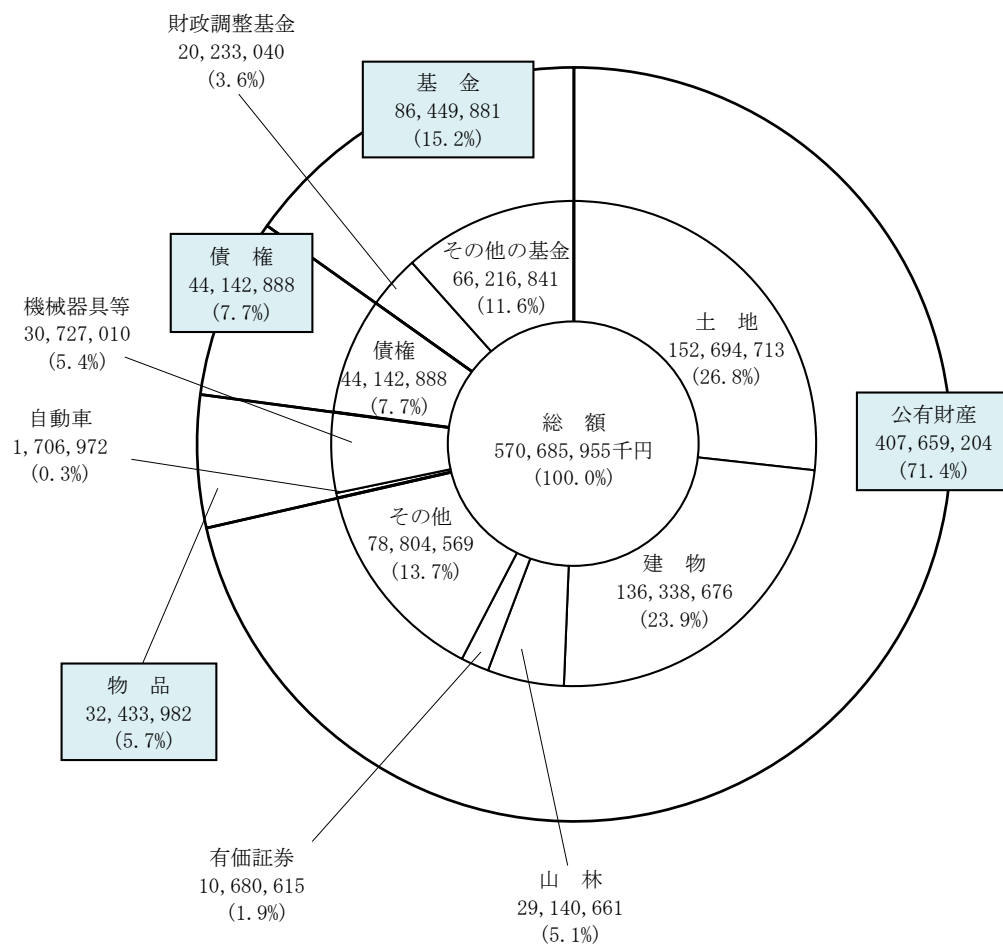 財政調整基金
20,233,040
(3.6%)
基　金
86,449,881
(15.2%)
債　権
44,142,888
(7.7%)
その他の基金
66,216,841
(11.6%)
土　地
152,694,713
(26.8%)
機械器具等
30,727,010
(5.4%)
債権
44,142,888
(7.7%)
総　額
570,685,955千円
(100.0%)
公有財産
407,659,204
(71.4%)
自動車
1,706,972
(0.3%)
その他
78,804,569
(13.7%)
建　物
136,338,676
(23.9%)
物　品
32,433,982
(5.7%)
有価証券
10,680,615
(1.9%)
山　林
29,140,661
(5.1%)